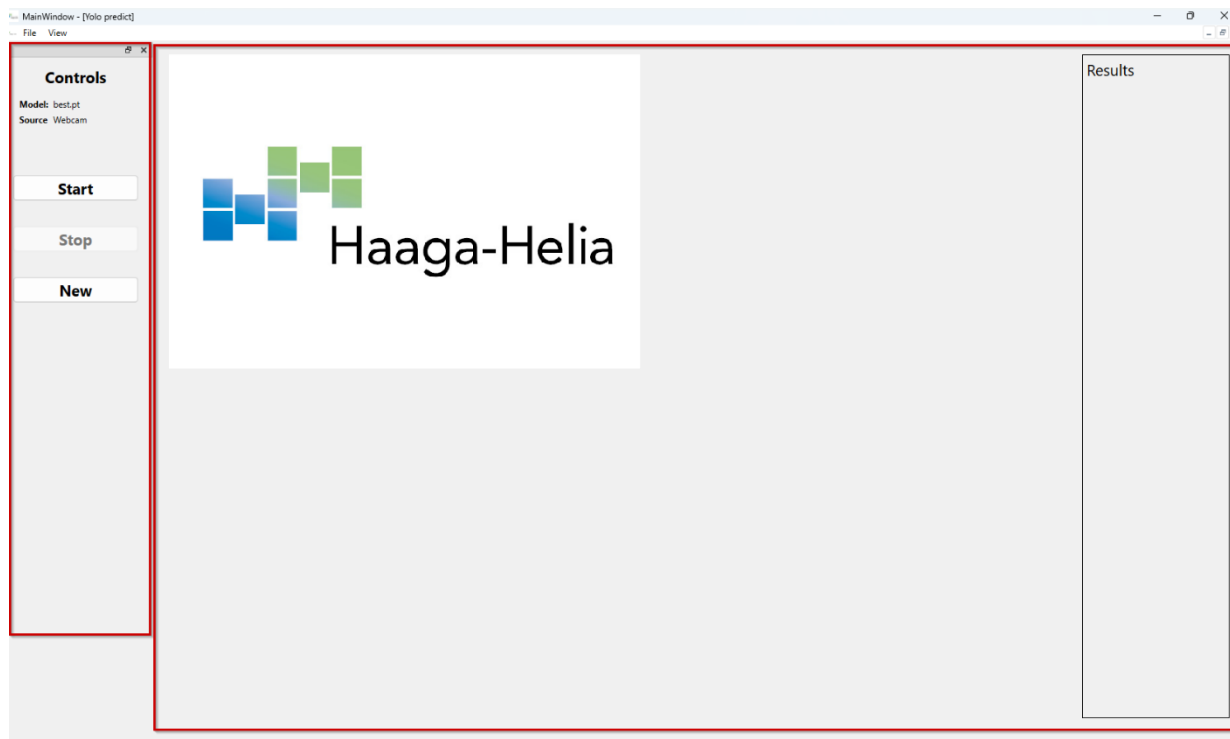 MainWindow - [Yolo predict]
File View
Controls
Model: best.pt
Source Webcam
Start
Stop
New
Haaga-Helia
Results